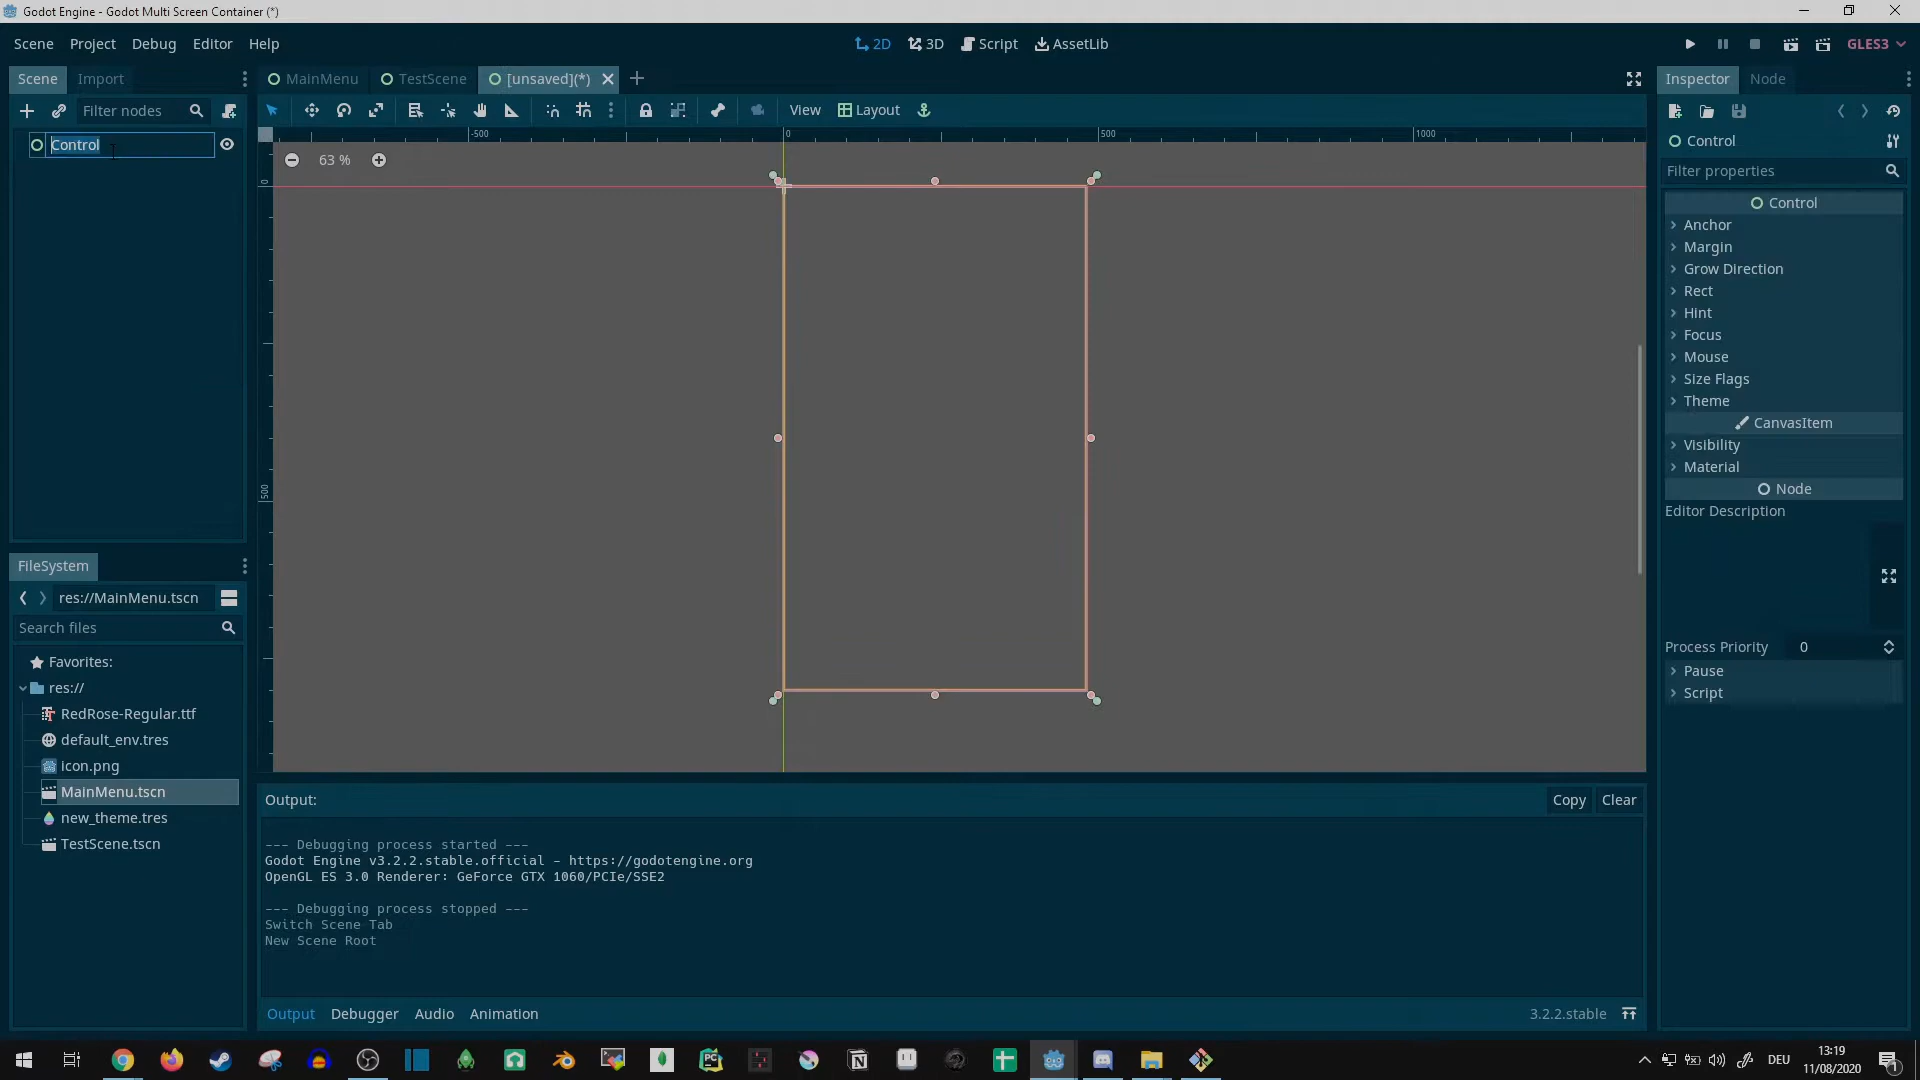 Godot Engine - Godot Multi Screen Container (*)
Scene Project Debug Editor Help
2D 3D Script AssetLib
GLES3
Scene Import
MainMenu TestScene [unsaved](*)
Inspector Node
Filter nodes
View Layout
Control
-500 0 500 1000
63 %
0
500
Control
Filter properties
Control
Anchor
Margin
Grow Direction
Rect
Hint
Focus
Mouse
Size Flags
Theme
CanvasItem
Visibility
Material
Node
Editor Description
Process Priority 0
Pause
Script
FileSystem
res://MainMenu.tscn
Search files
Favorites:
res://
RedRose-Regular.ttf
default_env.tres
icon.png
MainMenu.tscn
new_theme.tres
TestScene.tscn
Output:
Copy Clear
--- Debugging process started ---
Godot Engine v3.2.2.stable.official - https://godotengine.org
OpenGL ES 3.0 Renderer: GeForce GTX 1060/PCIe/SSE2
--- Debugging process stopped ---
Switch Scene Tab
New Scene Root
Output Debugger Audio Animation
3.2.2.stable
PC
N
DEU
13:19
11/08/2020
1